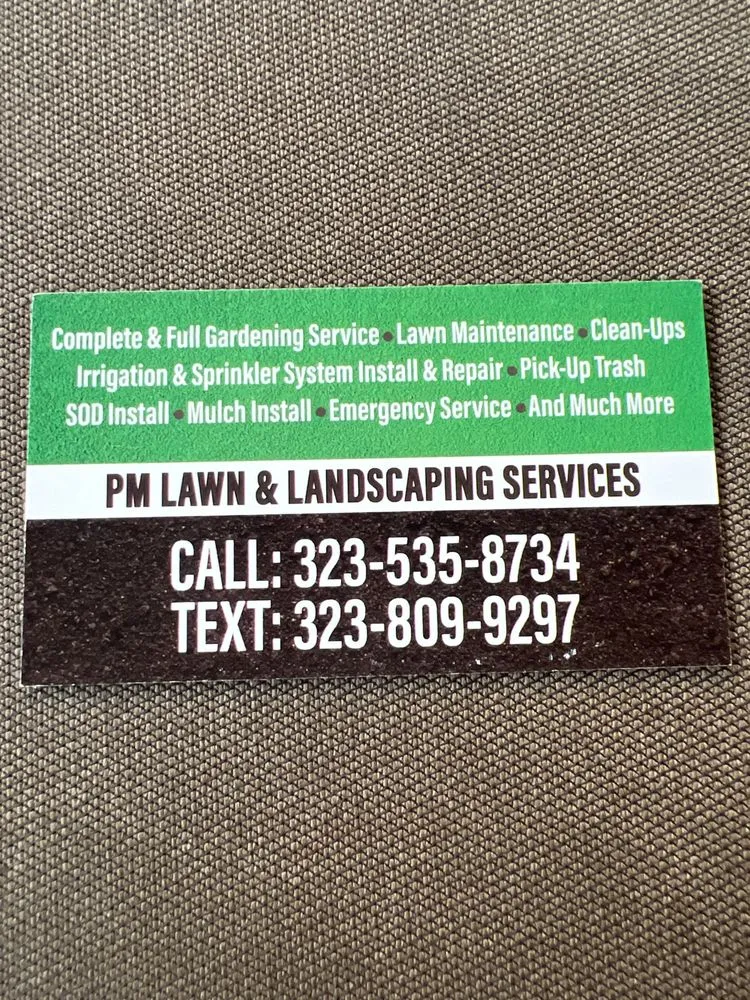 Complete & Full Gardening Service • Lawn Maintenance • Clean-Ups
Irrigation & Sprinkler System Install & Repair • Pick-Up Trash
SOD Install • Mulch Install • Emergency Service • And Much More
PM LAWN & LANDSCAPING SERVICES
CALL: 323-535-8734
TEXT: 323-809-9297